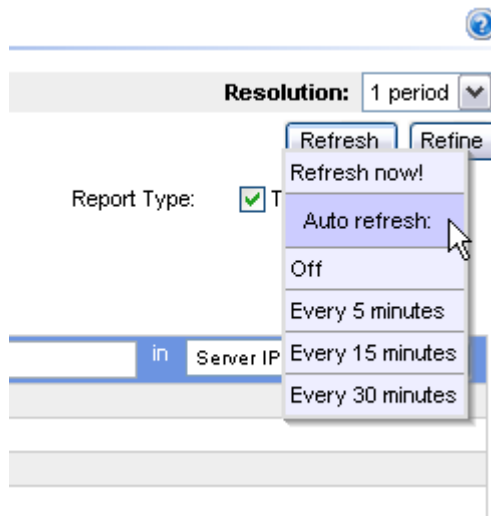 Resolution: 1 period
Refresh Refine
Refresh now!
Report Type: T
Auto refresh:
Off
Every 5 minutes
in Server IP
Every 15 minutes
Every 30 minutes